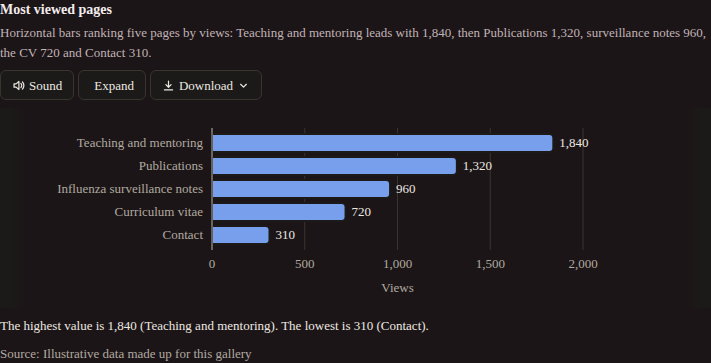 Most viewed pages
Horizontal bars ranking five pages by views: Teaching and mentoring leads with 1,840, then Publications 1,320, surveillance notes 960,
the CV 720 and Contact 310.
Sound Expand Download
Teaching and mentoring 1,840
Publications 1,320
Influenza surveillance notes 960
Curriculum vitae 720
Contact 310
0 500 1,000 1,500 2,000
Views
The highest value is 1,840 (Teaching and mentoring). The lowest is 310 (Contact).
Source: Illustrative data made up for this gallery